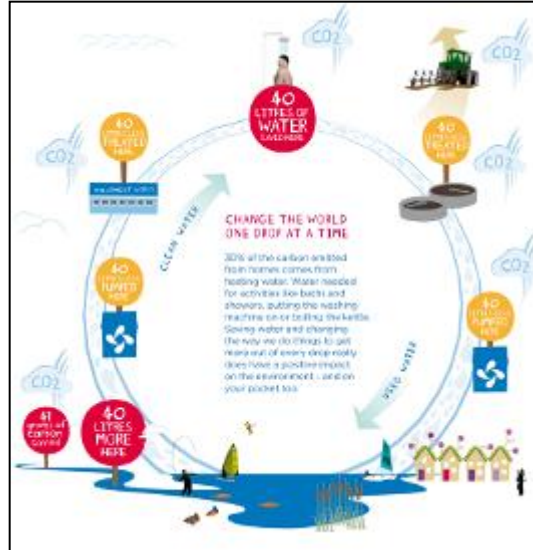 CO2
CO2
CO2
40
LITRES OF
WATER
SAVED HERE
40
LITRES LESS
TREATED
HERE
40
LITRES LESS
TREATED
HERE
CO2
CO2
CLEAN WATER
CHANGE THE WORLD
ONE DROP AT A TIME
30% of the carbon emitted
from homes comes from
heating water. Water needed
for activities like baths and
showers, putting the washing
machine on or boiling the kettle.
Saving water and changing
the way we do things to get
more out of every drop really
does have a positive impact
on the environment - and on
your pocket too.
40
LITRES LESS
PUMPED
HERE
CO2
40
LITRES LESS
PUMPED
HERE
USED WATER
CO2
41
GRAMS OF
CARBON
SAVED
40
LITRES
MORE
HERE